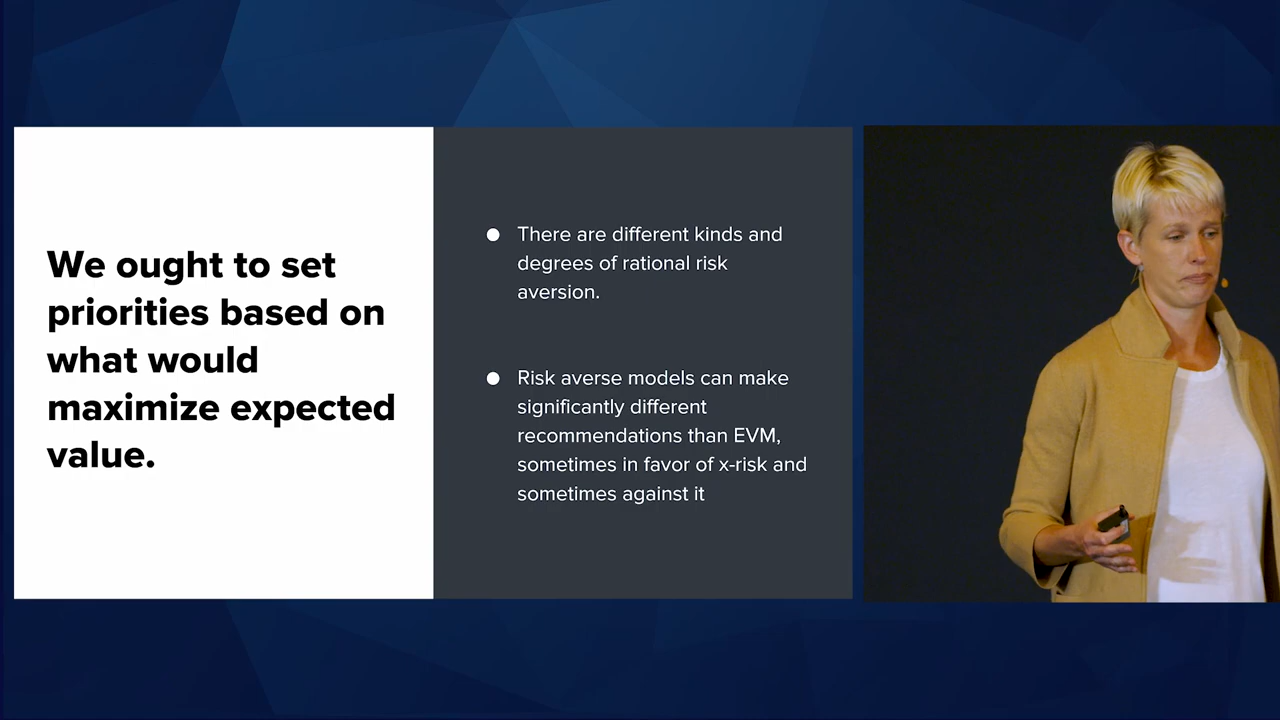 We ought to set
priorities based on
what would
maximize expected
value.
● There are different kinds and
degrees of rational risk
aversion.
● Risk averse models can make
significantly different
recommendations than EVM,
sometimes in favor of x-risk and
sometimes against it